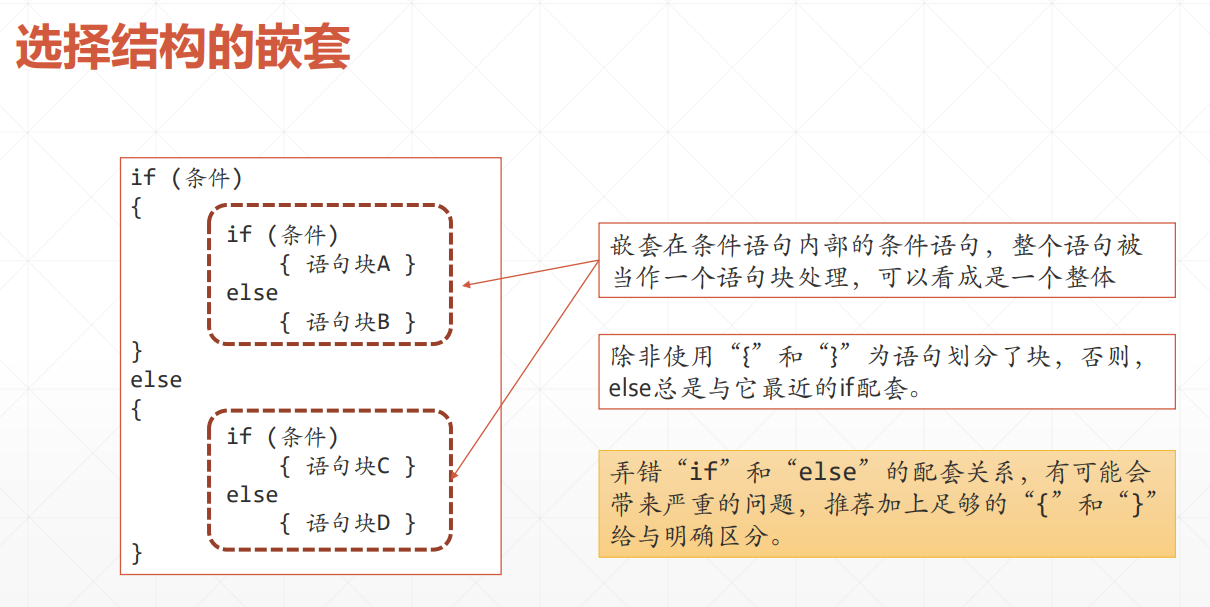 选择结构的嵌套
if (条件)
{
if (条件)
{ 语句块A }
else
{ 语句块B }
}
else
{
if (条件)
{ 语句块C }
else
{ 语句块D }
}
嵌套在条件语句内部的条件语句，整个语句被
当作一个语句块处理，可以看成是一个整体
除非使用“{”和“}”为语句划分了块，否则，
else总是与它最近的if配套。
弄错“if”和“else”的配套关系，有可能会
带来严重的问题，推荐加上足够的“{”和“}”
给与明确区分。